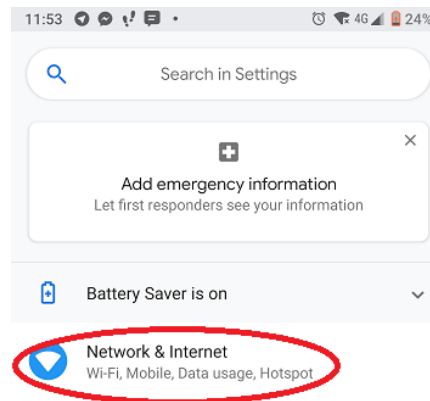 11:53 4G 24%
Search in Settings
Add emergency information
Let first responders see your information
Battery Saver is on
Network & Internet
Wi-Fi, Mobile, Data usage, Hotspot